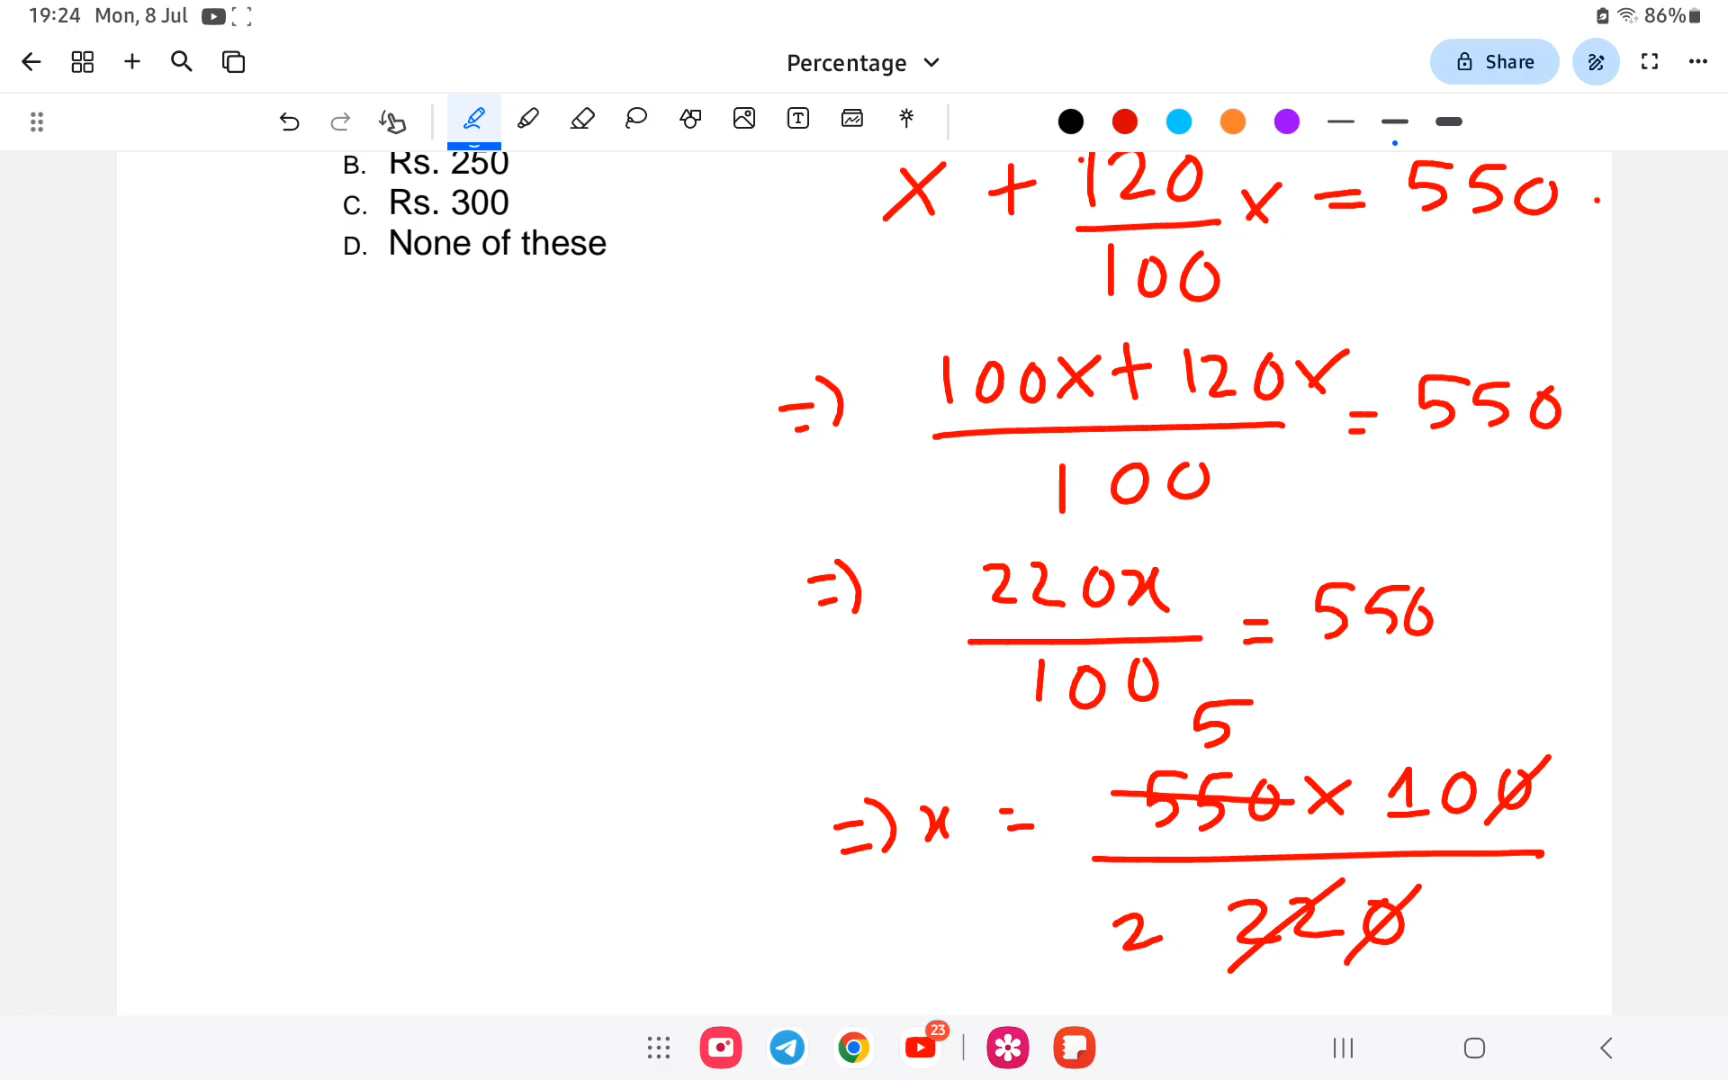 19:24 Mon, 8 Jul
86%
Percentage
Share
B. Rs. 250
C. Rs. 300
D. None of these
x + 120/100 x = 550.
=) 100x + 120x / 100 = 550
=) 220x / 100 = 550
5
=) x = 550 x 100 / 220
2
23